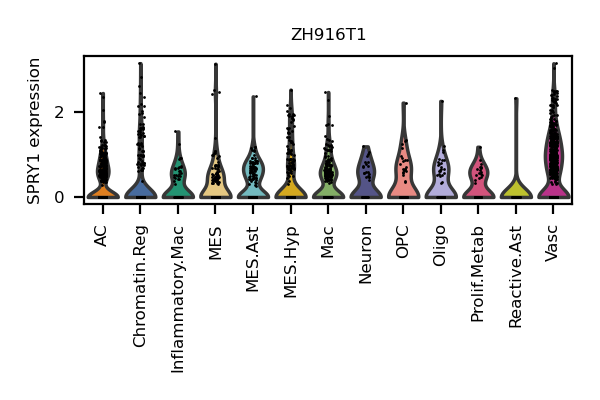 ZH916T1
SPRY1 expression
2
0
AC
Chromatin.Reg
Inflammatory.Mac
MES
MES.Ast
MES.Hyp
Mac
Neuron
OPC
Oligo
Prolif.Metab
Reactive.Ast
Vasc